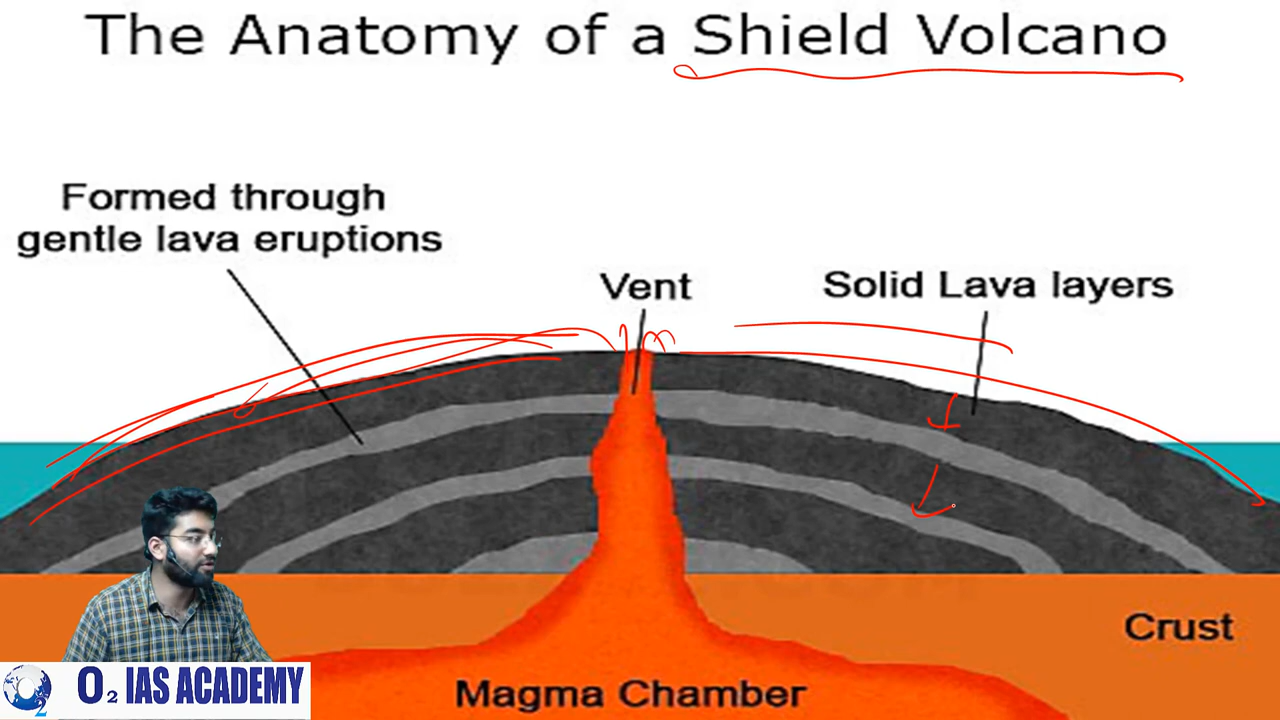 The Anatomy of a Shield Volcano
Formed through
gentle lava eruptions
Vent
Solid Lava layers
Crust
Magma Chamber
O2 IAS ACADEMY